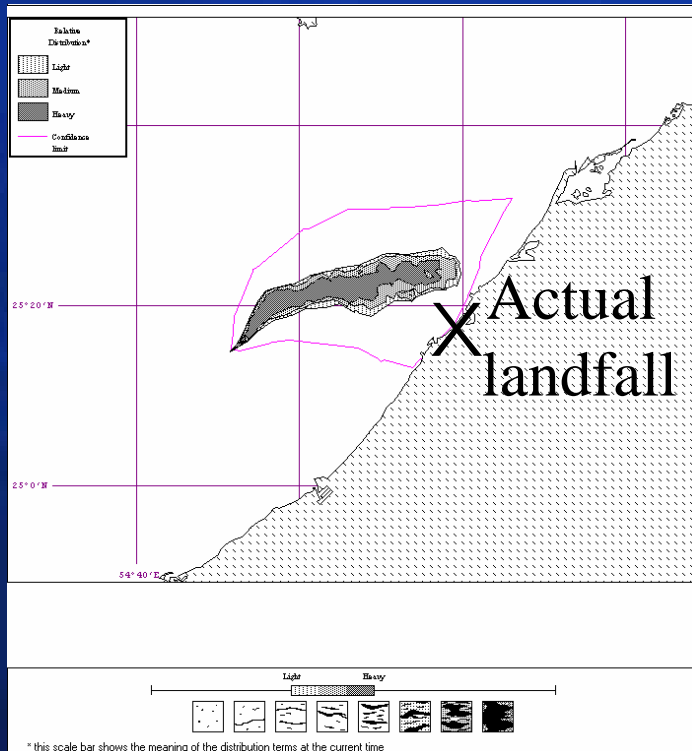 Relative
Distribution*
Light
Medium
Heavy
Confidence
limit
25°20'N
Actual
X
landfall
25°0'N
54°40'E
Light Heavy
* this scale bar shows the meaning of the distribution terms at the current time